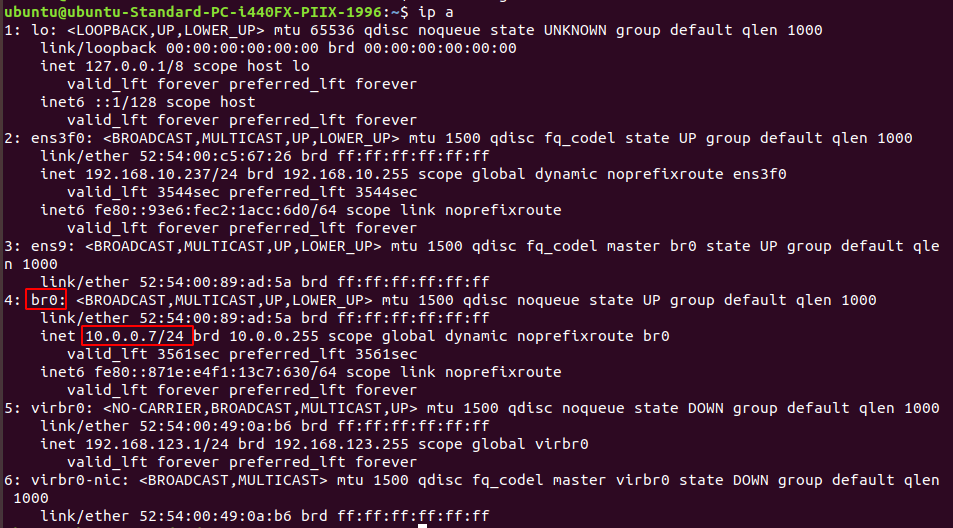 ubuntu@ubuntu-Standard-PC-i440FX-PIIX-1996:~$ ip a
1: lo: <LOOPBACK,UP,LOWER_UP> mtu 65536 qdisc noqueue state UNKNOWN group default qlen 1000
    link/loopback 00:00:00:00:00:00 brd 00:00:00:00:00:00
    inet 127.0.0.1/8 scope host lo
       valid_lft forever preferred_lft forever
    inet6 ::1/128 scope host
       valid_lft forever preferred_lft forever
2: ens3f0: <BROADCAST,MULTICAST,UP,LOWER_UP> mtu 1500 qdisc fq_codel state UP group default qlen 1000
    link/ether 52:54:00:c5:67:26 brd ff:ff:ff:ff:ff:ff
    inet 192.168.10.237/24 brd 192.168.10.255 scope global dynamic noprefixroute ens3f0
       valid_lft 3544sec preferred_lft 3544sec
    inet6 fe80::93e6:fec2:1acc:6d0/64 scope link noprefixroute
       valid_lft forever preferred_lft forever
3: ens9: <BROADCAST,MULTICAST,UP,LOWER_UP> mtu 1500 qdisc fq_codel master br0 state UP group default qle
n 1000
    link/ether 52:54:00:89:ad:5a brd ff:ff:ff:ff:ff:ff
4: br0: <BROADCAST,MULTICAST,UP,LOWER_UP> mtu 1500 qdisc noqueue state UP group default qlen 1000
    link/ether 52:54:00:89:ad:5a brd ff:ff:ff:ff:ff:ff
    inet 10.0.0.7/24 brd 10.0.0.255 scope global dynamic noprefixroute br0
       valid_lft 3561sec preferred_lft 3561sec
    inet6 fe80::871e:e4f1:13c7:630/64 scope link noprefixroute
       valid_lft forever preferred_lft forever
5: virbr0: <NO-CARRIER,BROADCAST,MULTICAST,UP> mtu 1500 qdisc noqueue state DOWN group default qlen 1000
    link/ether 52:54:00:49:0a:b6 brd ff:ff:ff:ff:ff:ff
    inet 192.168.123.1/24 brd 192.168.123.255 scope global virbr0
       valid_lft forever preferred_lft forever
6: virbr0-nic: <BROADCAST,MULTICAST> mtu 1500 qdisc fq_codel master virbr0 state DOWN group default qlen
 1000
    link/ether 52:54:00:49:0a:b6 brd ff:ff:ff:ff:ff:ff